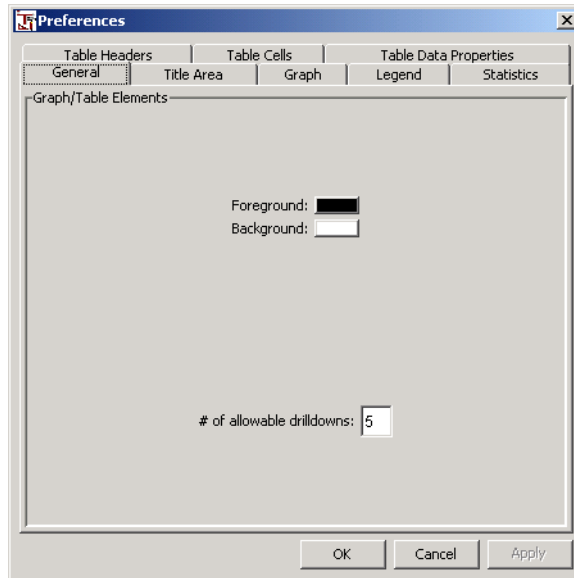 Preferences
Table Headers Table Cells Table Data Properties
General Title Area Graph Legend Statistics
Graph/Table Elements
Foreground:
Background:
# of allowable drilldowns: 5
OK Cancel Apply